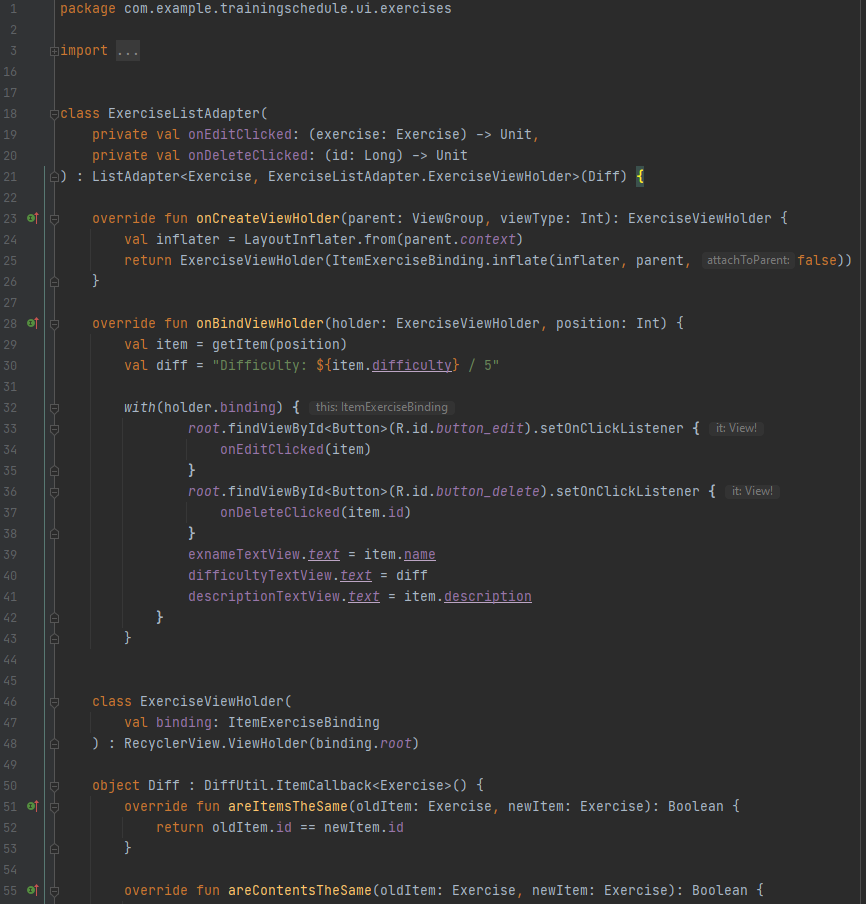 1 package com.example.trainingschedule.ui.exercises
2
3 import ...
16
17
18 class ExerciseListAdapter(
19 private val onEditClicked: (exercise: Exercise) -> Unit,
20 private val onDeleteClicked: (id: Long) -> Unit
21 ) : ListAdapter<Exercise, ExerciseListAdapter.ExerciseViewHolder>(Diff) {
22
23 override fun onCreateViewHolder(parent: ViewGroup, viewType: Int): ExerciseViewHolder {
24 val inflater = LayoutInflater.from(parent.context)
25 return ExerciseViewHolder(ItemExerciseBinding.inflate(inflater, parent, attachToParent: false))
26 }
27
28 override fun onBindViewHolder(holder: ExerciseViewHolder, position: Int) {
29 val item = getItem(position)
30 val diff = "Difficulty: ${item.difficulty} / 5"
31
32 with(holder.binding) { this: ItemExerciseBinding
33 root.findViewById<Button>(R.id.button_edit).setOnClickListener { it: View!
34 onEditClicked(item)
35 }
36 root.findViewById<Button>(R.id.button_delete).setOnClickListener { it: View!
37 onDeleteClicked(item.id)
38 }
39 exnameTextView.text = item.name
40 difficultyTextView.text = diff
41 descriptionTextView.text = item.description
42 }
43 }
44
45
46 class ExerciseViewHolder(
47 val binding: ItemExerciseBinding
48 ) : RecyclerView.ViewHolder(binding.root)
49
50 object Diff : DiffUtil.ItemCallback<Exercise>() {
51 override fun areItemsTheSame(oldItem: Exercise, newItem: Exercise): Boolean {
52 return oldItem.id == newItem.id
53 }
54
55 override fun areContentsTheSame(oldItem: Exercise, newItem: Exercise): Boolean {